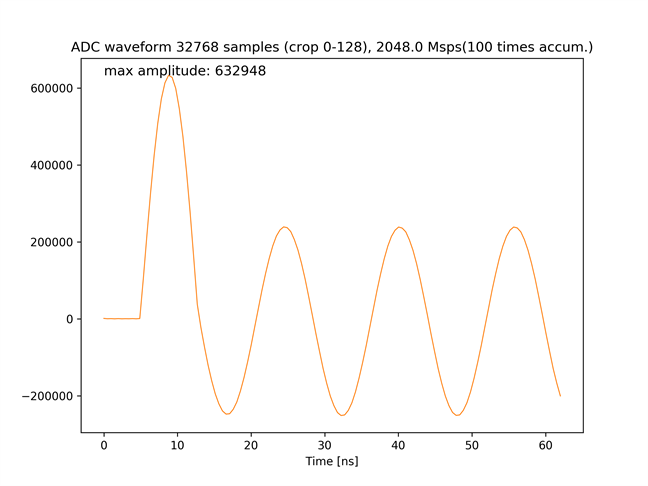 ADC waveform 32768 samples (crop 0-128), 2048.0 Msps(100 times accum.)
max amplitude: 632948
600000
400000
200000
0
−200000
0 10 20 30 40 50 60
Time [ns]